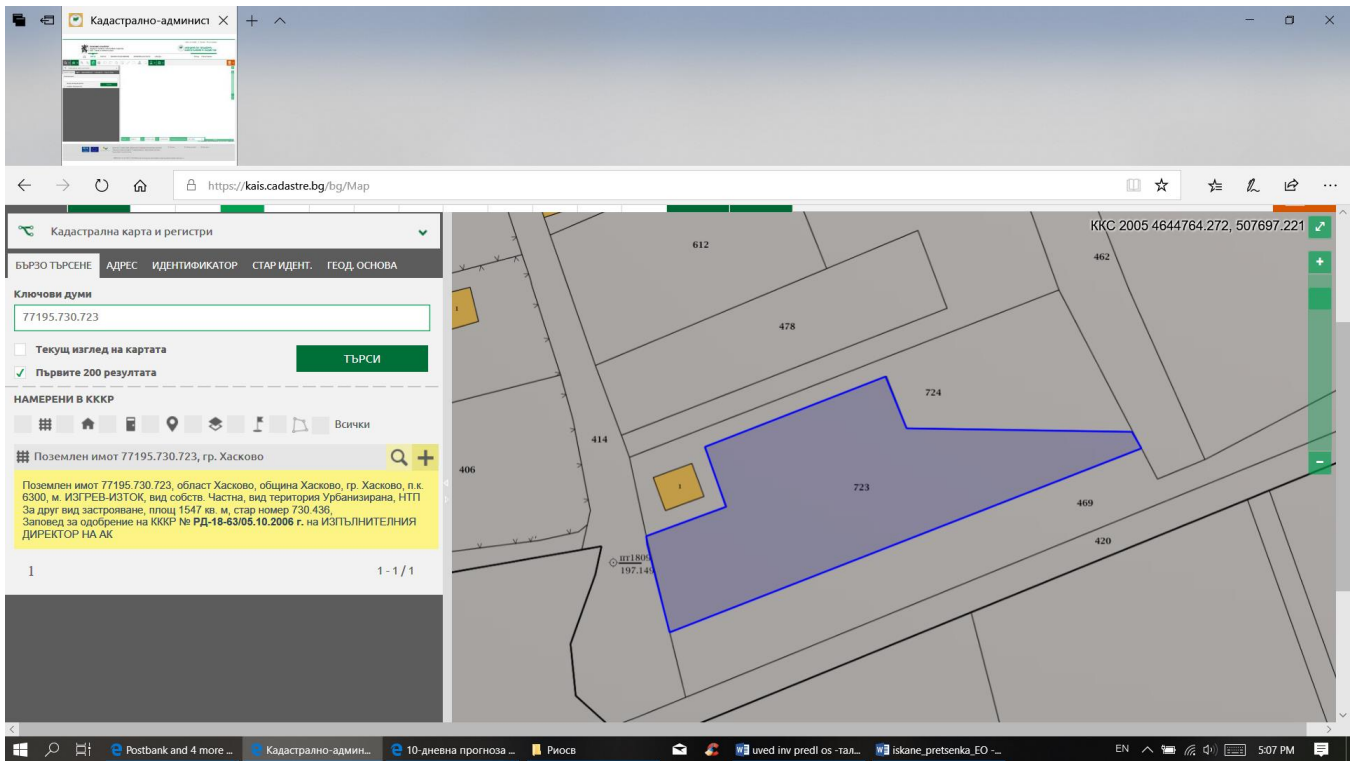 Кадастрално-админист
https://kais.cadastre.bg/bg/Map
Кадастрална карта и регистри
БЪРЗО ТЪРСЕНЕ АДРЕС ИДЕНТИФИКАТОР СТАР ИДЕНТ. ГЕОД. ОСНОВА
Ключови думи
77195.730.723
Текущ изглед на картата
Първите 200 резултата
ТЪРСИ
НАМЕРЕНИ В КККР
Всички
Поземлен имот 77195.730.723, гр. Хасково
Поземлен имот 77195.730.723, област Хасково, община Хасково, гр. Хасково, п.к.
6300, м. ИЗГРЕВ-ИЗТОК, вид собств. Частна, вид територия Урбанизирана, НТП
За друг вид застрояване, площ 1547 кв. м, стар номер 730.436,
Заповед за одобрение на КККР № РД-18-63/05.10.2006 г. на ИЗПЪЛНИТЕЛНИЯ
ДИРЕКТОР НА АК
1 1 - 1 / 1
ККС 2005 4644764.272, 507697.221
612
462
1
478
724
414
406
1
723
469
420
пт1809
197.149
Postbank and 4 more ...
Кадастрално-админ...
10-дневна прогноза ...
Риосв
uved inv predl os -тал...
iskane_pretsenka_EO -...
EN
5:07 PM